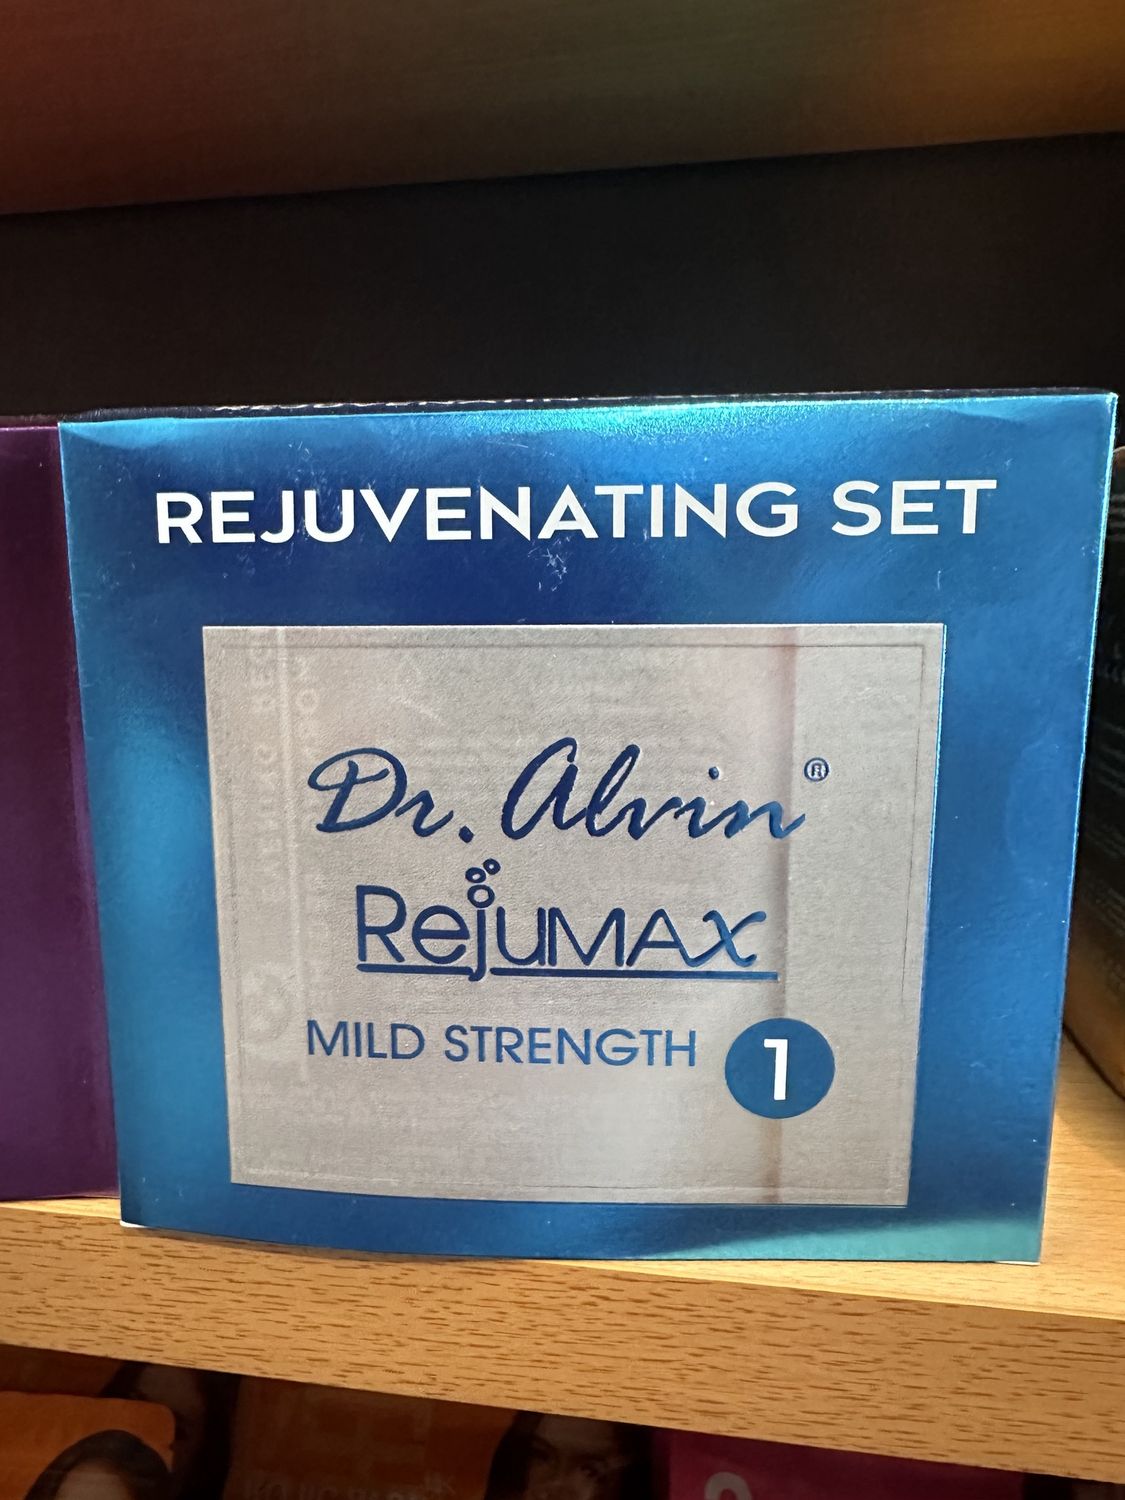 REJUVENATING SET
Dr. Alvin®
RejuMAX
MILD STRENGTH 1